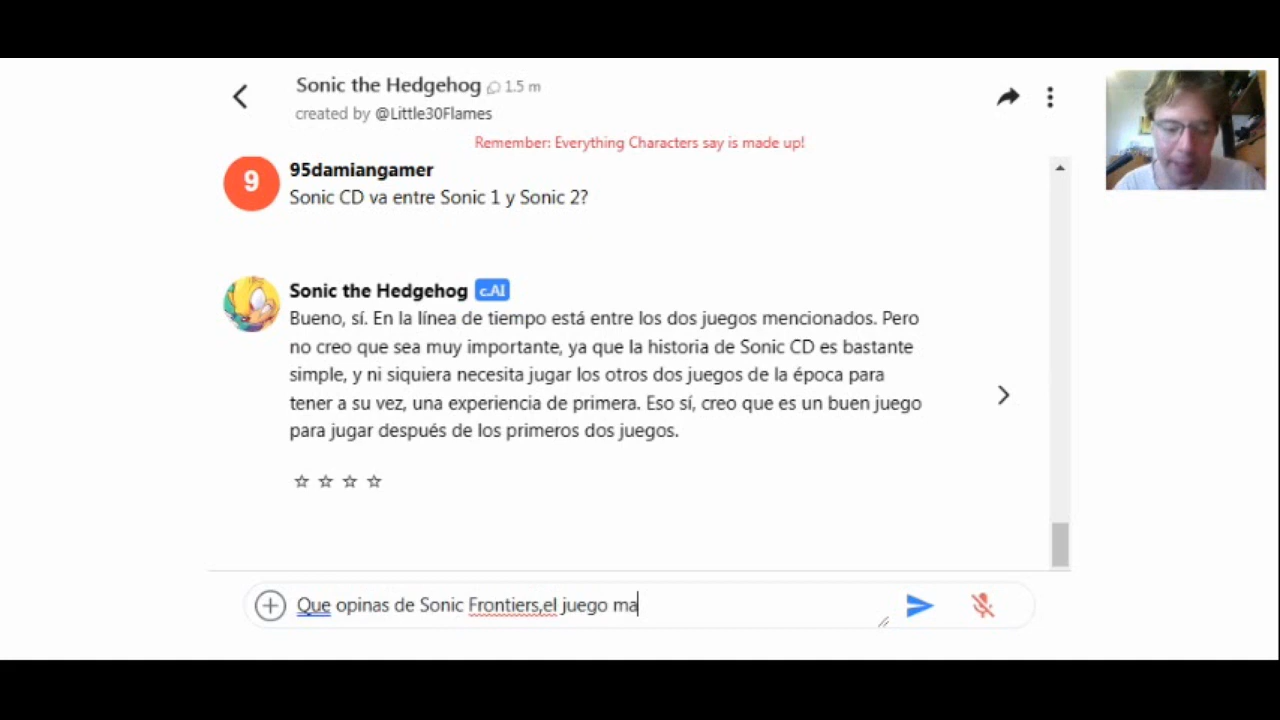 Sonic the Hedgehog 1.5 m
created by @Little30Flames
Remember: Everything Characters say is made up!
9
95damiangamer
Sonic CD va entre Sonic 1 y Sonic 2?
Sonic the Hedgehog c.AI
Bueno, sí. En la línea de tiempo está entre los dos juegos mencionados. Pero
no creo que sea muy importante, ya que la historia de Sonic CD es bastante
simple, y ni siquiera necesita jugar los otros dos juegos de la época para
tener a su vez, una experiencia de primera. Eso sí, creo que es un buen juego
para jugar después de los primeros dos juegos.
Que opinas de Sonic Frontiers,el juego ma